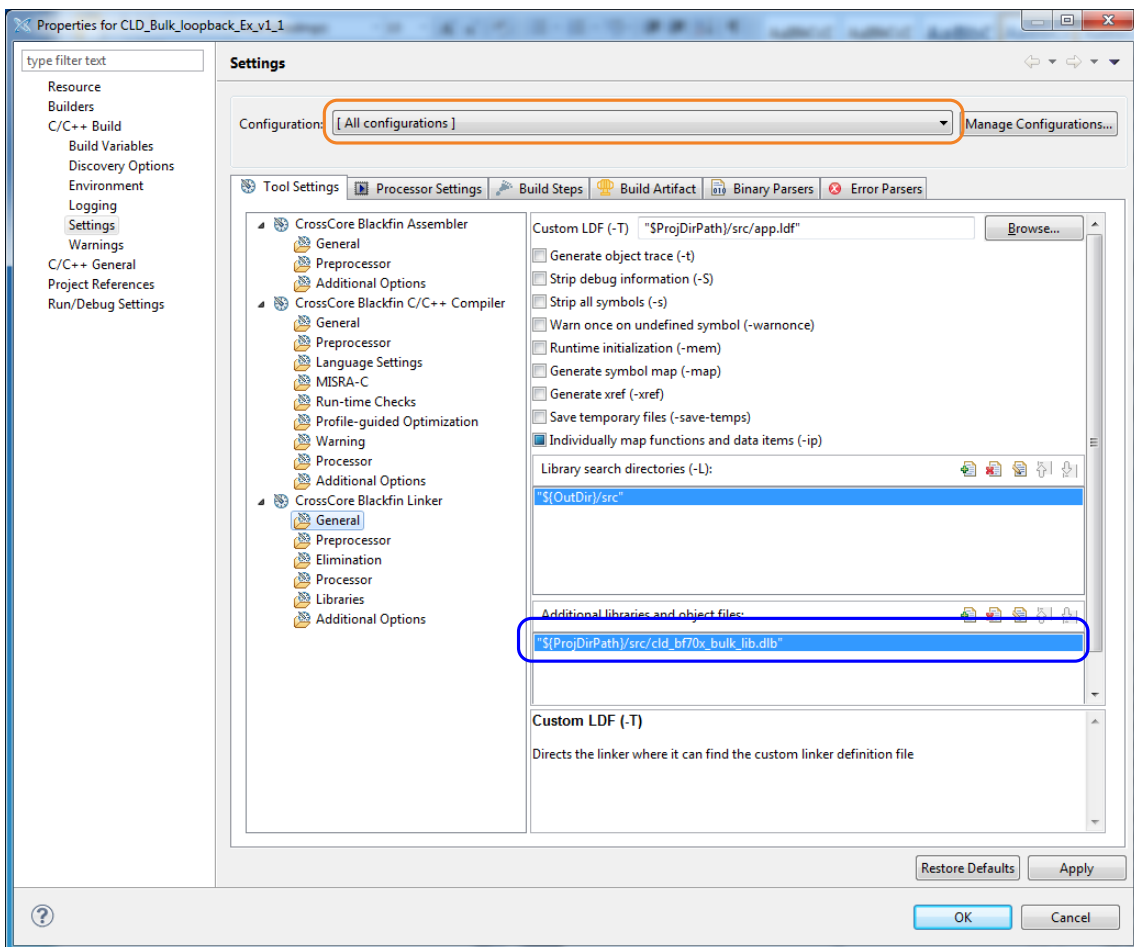 Properties for CLD_Bulk_loopback_Ex_v1_1
type filter text
Resource
Builders
C/C++ Build
Build Variables
Discovery Options
Environment
Logging
Settings
Warnings
C/C++ General
Project References
Run/Debug Settings
Settings
Configuration: [ All configurations ] Manage Configurations...
Tool Settings Processor Settings Build Steps Build Artifact Binary Parsers Error Parsers
CrossCore Blackfin Assembler
General
Preprocessor
Additional Options
CrossCore Blackfin C/C++ Compiler
General
Preprocessor
Language Settings
MISRA-C
Run-time Checks
Profile-guided Optimization
Warning
Processor
Additional Options
CrossCore Blackfin Linker
General
Preprocessor
Elimination
Processor
Libraries
Additional Options
Custom LDF (-T) "$ProjDirPath}/src/app.ldf" Browse...
Generate object trace (-t)
Strip debug information (-S)
Strip all symbols (-s)
Warn once on undefined symbol (-warnonce)
Runtime initialization (-mem)
Generate symbol map (-map)
Generate xref (-xref)
Save temporary files (-save-temps)
Individually map functions and data items (-ip)
Library search directories (-L):
"${OutDir}/src"
Additional libraries and object files:
"${ProjDirPath}/src/cld_bf70x_bulk_lib.dlb"
Custom LDF (-T)
Directs the linker where it can find the custom linker definition file
Restore Defaults Apply
OK Cancel